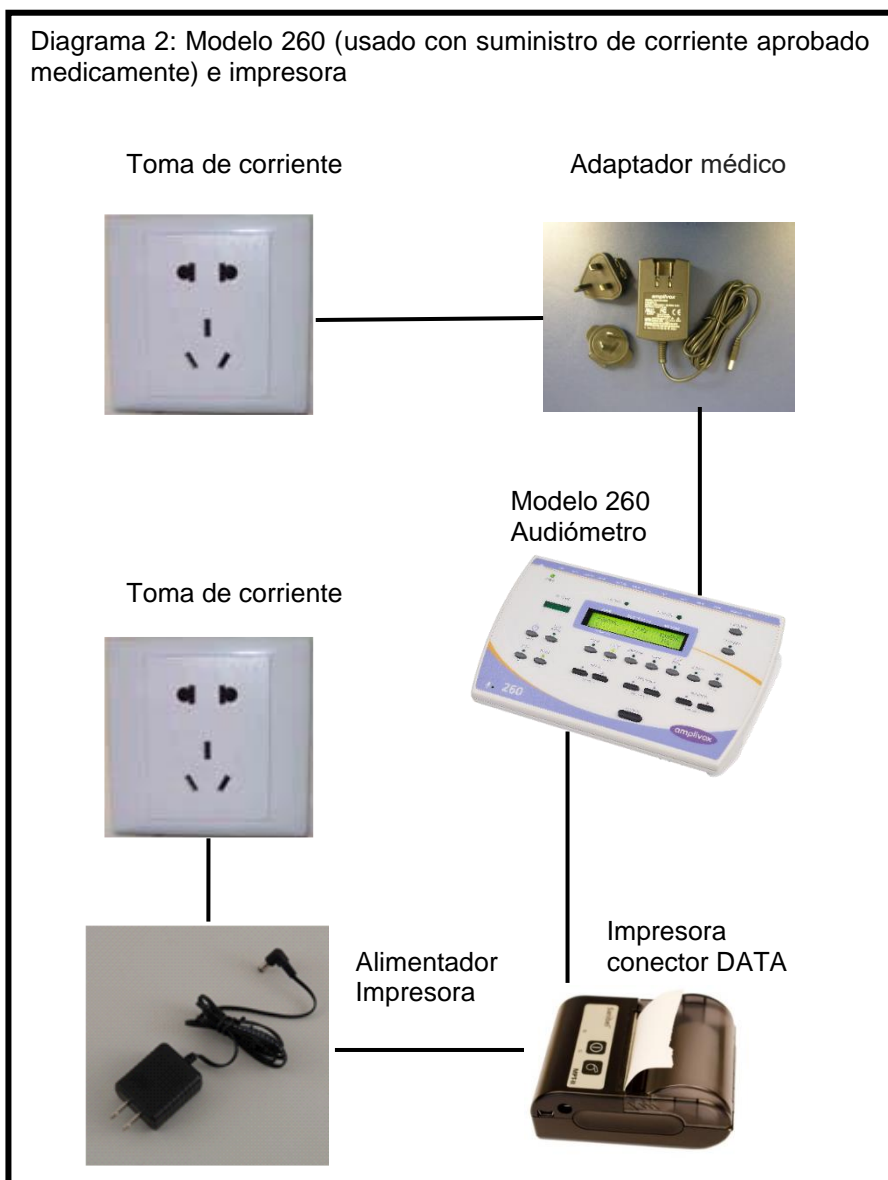 Diagrama 2: Modelo 260 (usado con suministro de corriente aprobado
medicamente) e impresora
Toma de corriente
Adaptador médico
Modelo 260
Audiómetro
Toma de corriente
260
amplivox
Alimentador
Impresora
Impresora
conector DATA